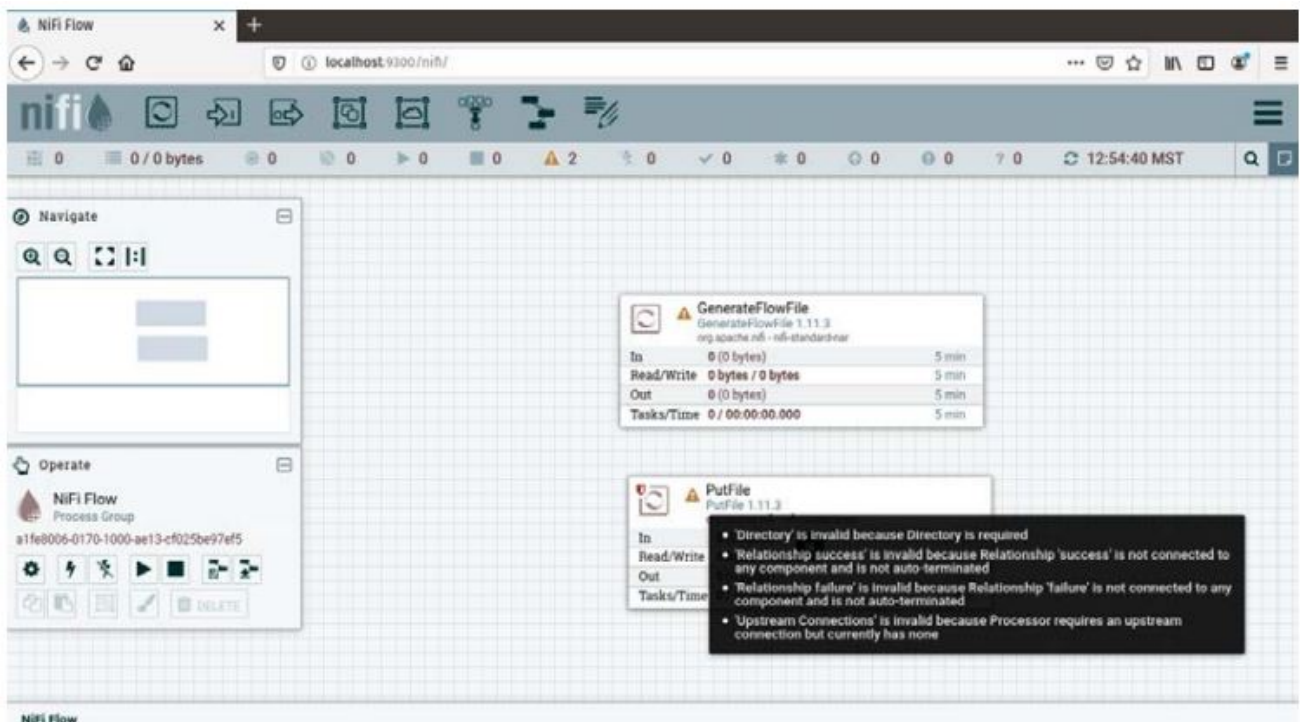 NiFi Flow
localhost:9300/nifi/
nifi
0
0 / 0 bytes
0
0
0
0
2
0
0
0
0
0
0
12:54:40 MST
Navigate
GenerateFlowFile
GenerateFlowFile 1.11.3
org.apache.nifi - nifi-standard-nar
In 0 (0 bytes) 5 min
Read/Write 0 bytes / 0 bytes 5 min
Out 0 (0 bytes) 5 min
Tasks/Time 0 / 00:00:00.000 5 min
Operate
NiFi Flow
Process Group
a1fe8006-0170-1000-ae13-cf025be97ef5
DELETE
PutFile
PutFile 1.11.3
In
Read/Write
Out
Tasks/Time
• 'Directory' is invalid because Directory is required
• 'Relationship success' is invalid because Relationship 'success' is not connected to
any component and is not auto-terminated
• 'Relationship failure' is invalid because Relationship 'failure' is not connected to any
component and is not auto-terminated
• 'Upstream Connections' is invalid because Processor requires an upstream
connection but currently has none
NiFi Flow